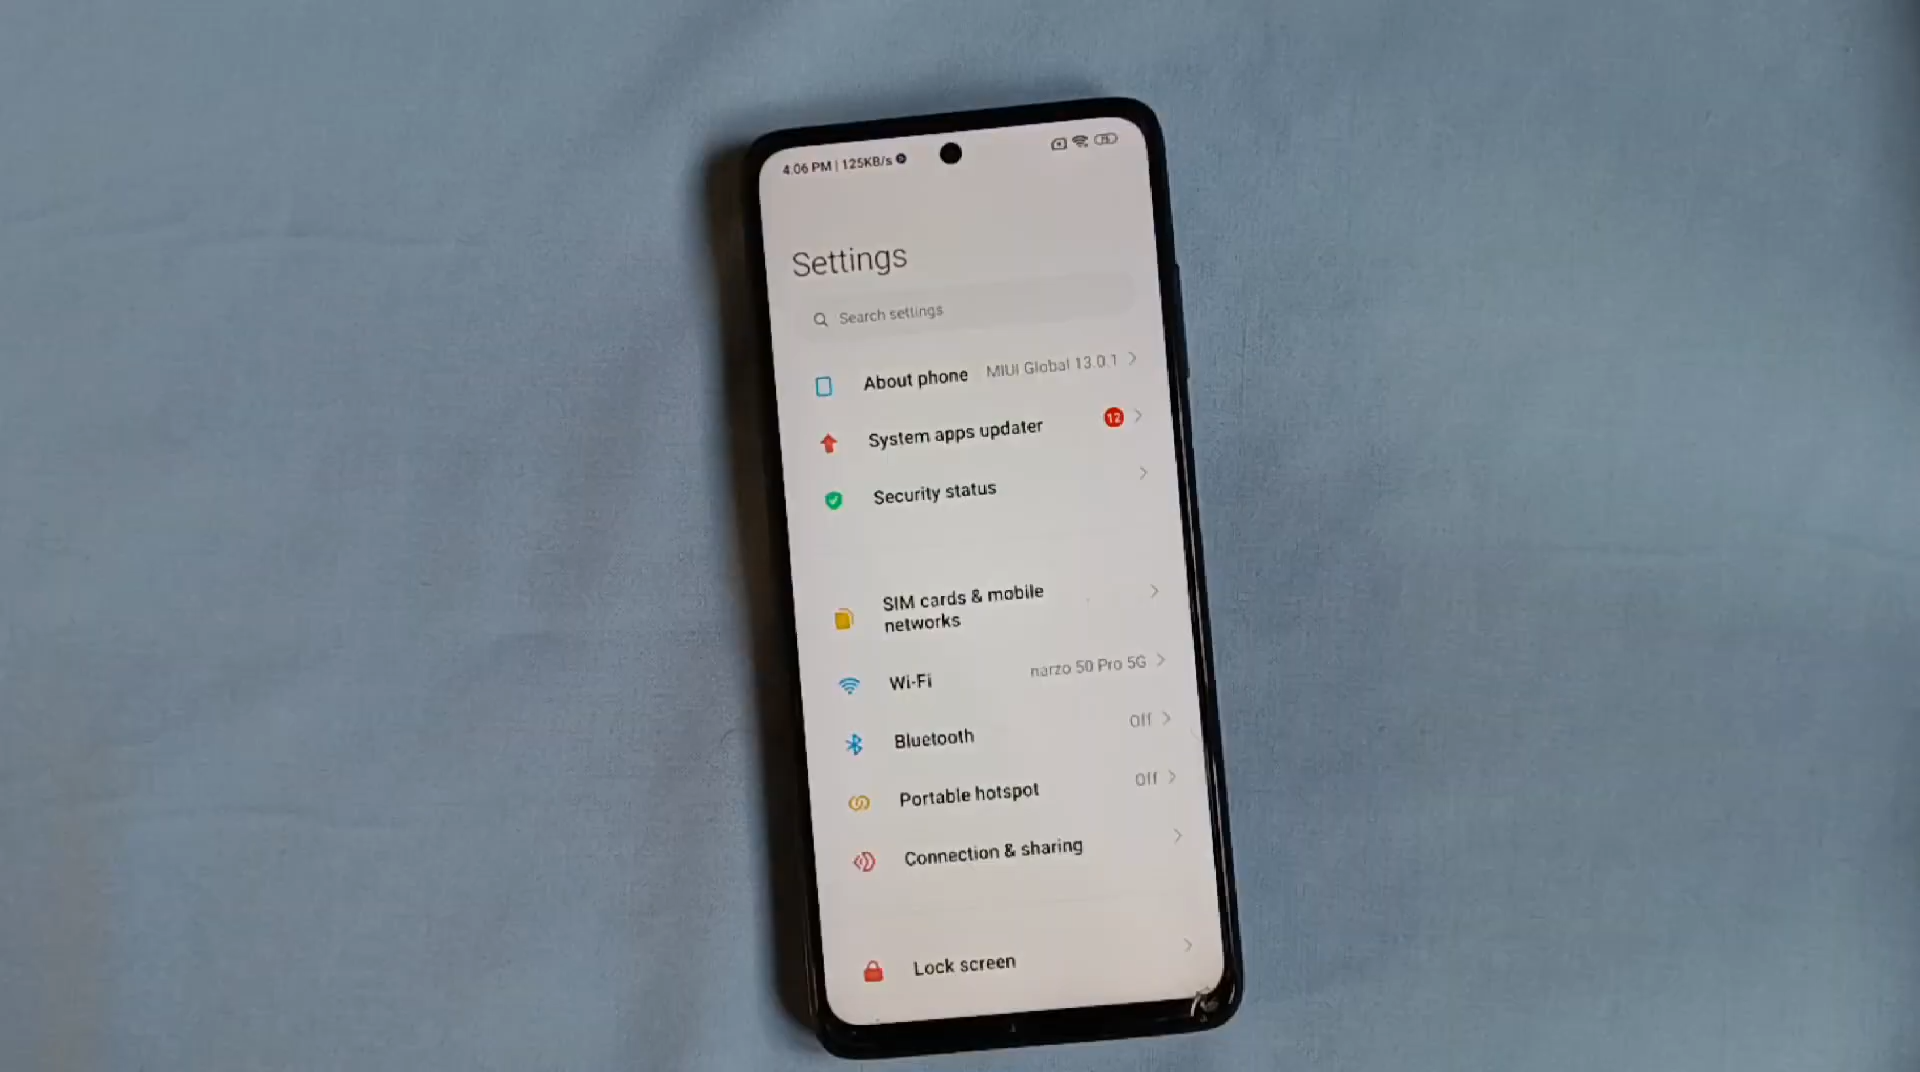 4:06 PM | 125KB/s
Settings
Search settings
About phone MIUI Global 13.0.1
System apps updater 12
Security status
SIM cards & mobile
networks
Wi-Fi narzo 50 Pro 5G
Bluetooth Off
Portable hotspot Off
Connection & sharing
Lock screen